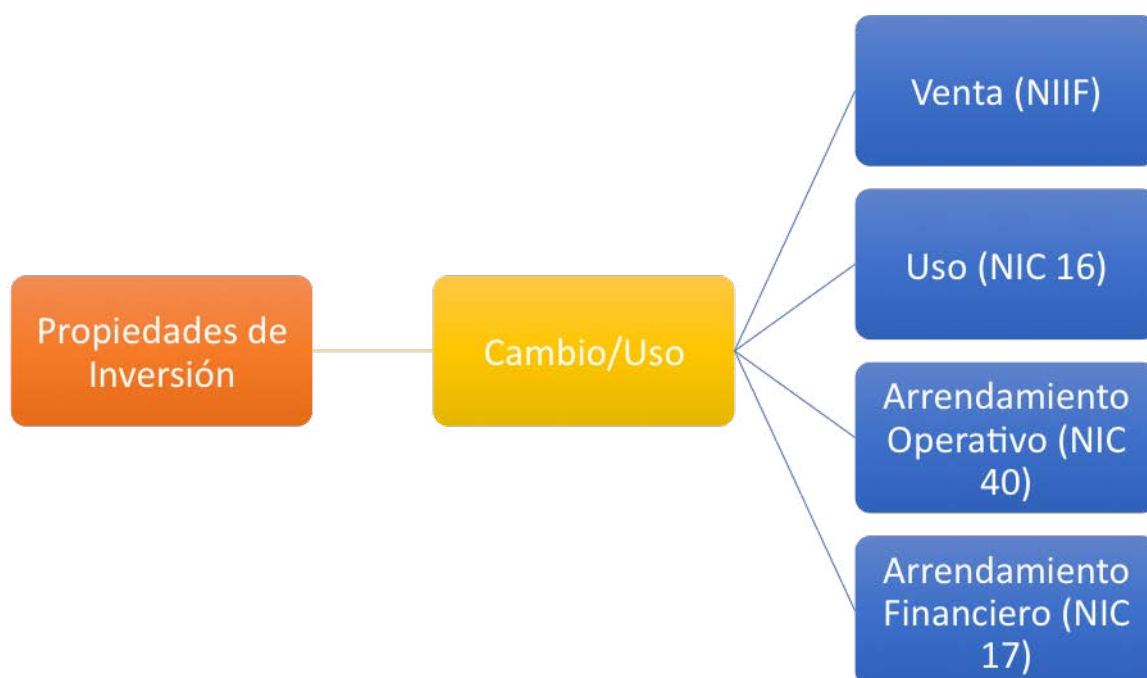 Propiedades de
Inversión
Cambio/Uso
Venta (NIIF)
Uso (NIC 16)
Arrendamiento
Operativo (NIC
40)
Arrendamiento
Financiero (NIC
17)